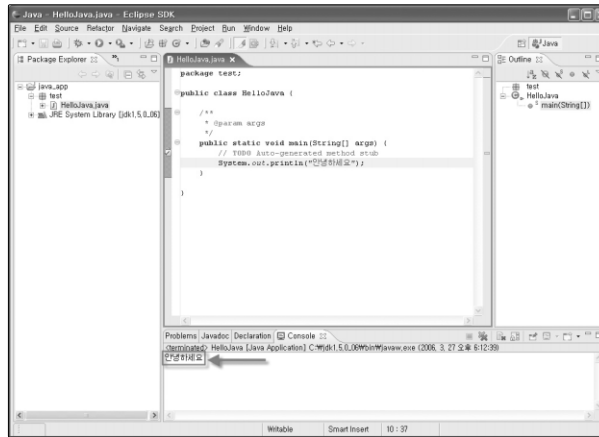 Java - HelloJava.java - Eclipse SDK
File Edit Source Refactor Navigate Search Project Run Window Help
Java
Package Explorer
java_app
test
HelloJava.java
JRE System Library [jdk1.5.0_06]
HelloJava.java
package test;
public class HelloJava {
/**
* @param args
*/
public static void main(String[] args) {
// TODO Auto-generated method stub
System.out.println("안녕하세요");
}
}
Outline
test
HelloJava
main(String[])
Problems Javadoc Declaration Console
<terminated> HelloJava [Java Application] C:₩jdk1.5.0_06₩bin₩javaw.exe (2006. 3. 27 오후 6:12:39)
안녕하세요
Writable Smart Insert 10 : 37